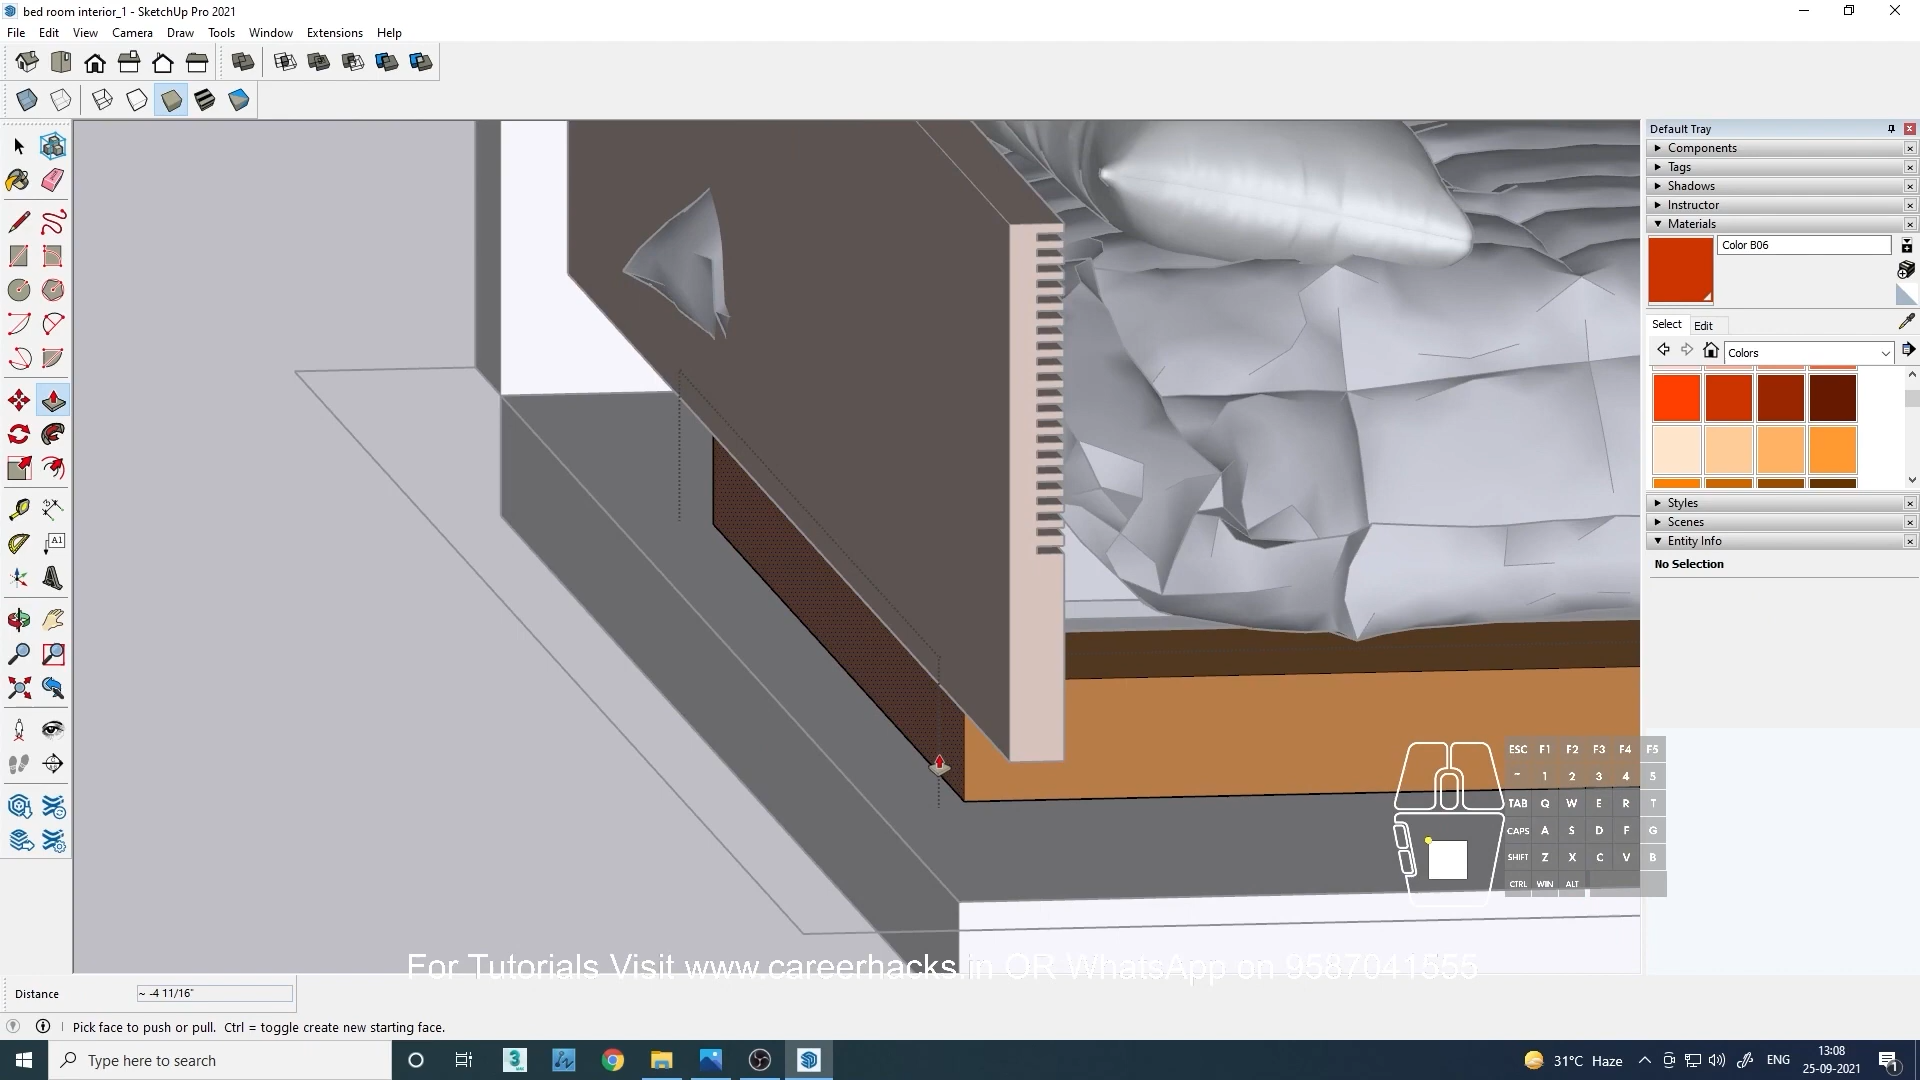 bed room interior_1 - SketchUp Pro 2021
File Edit View Camera Draw Tools Window Extensions Help
Default Tray
Components
Tags
Shadows
Instructor
Materials
Color B06
Select Edit
Colors
Styles
Scenes
Entity Info
No Selection
A1
ESC F1 F2 F3 F4 F5
~ 1 2 3 4 5
TAB Q W E R T
CAPS A S D F G
SHIFT Z X C V B
CTRL WIN ALT
For Tutorials Visit www.careerhacks.in OR WhatsApp on 9587041555
Distance ~ -4 11/16"
Pick face to push or pull. Ctrl = toggle create new starting face.
Type here to search
3
31°C Haze
ENG
13:08
25-09-2021
1